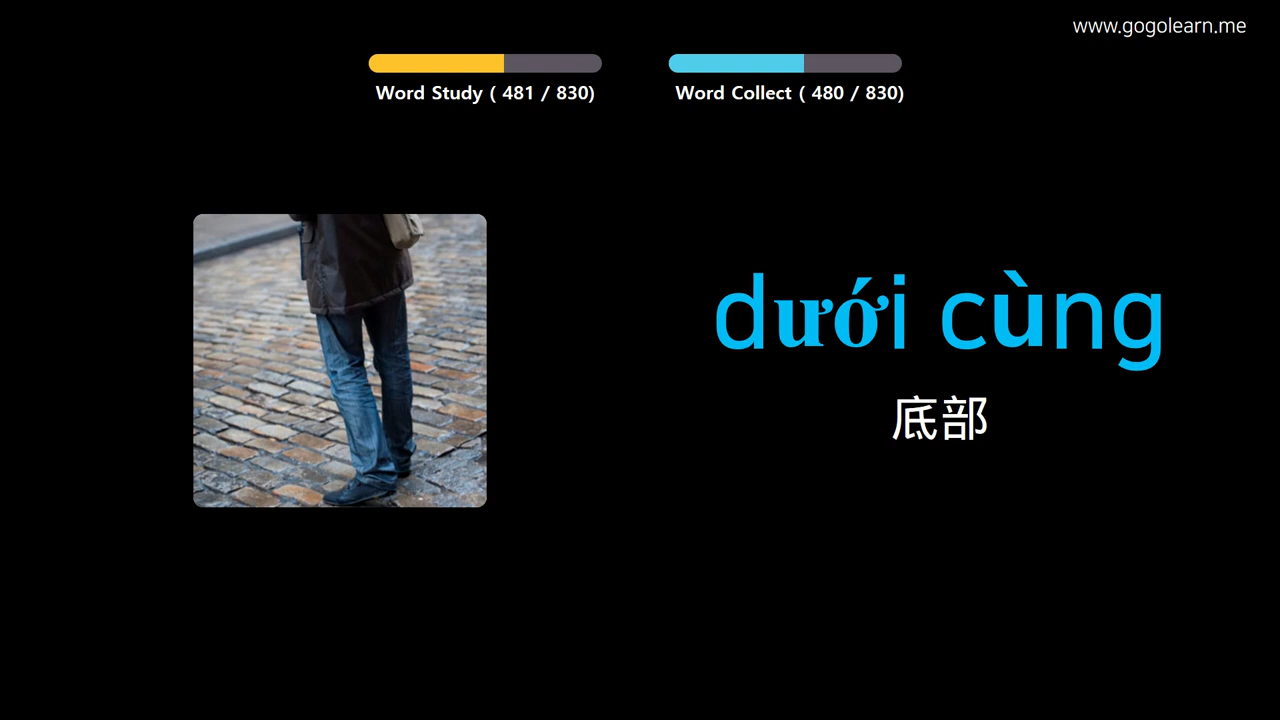 www.gogolearn.me
Word Study ( 481 / 830)
Word Collect ( 480 / 830)
dưới cùng
底部